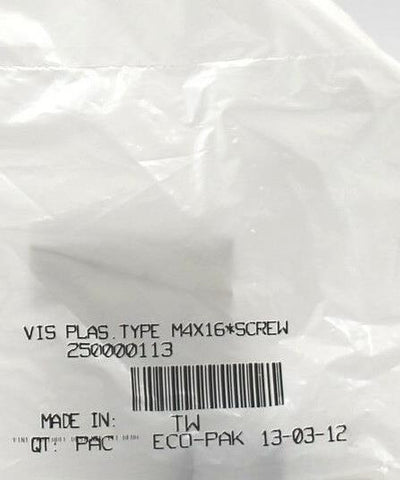 VIS PLAS.TYPE M4X16*SCREW
250000113
MADE IN: TW
QT: PAC ECO-PAK 13-03-12